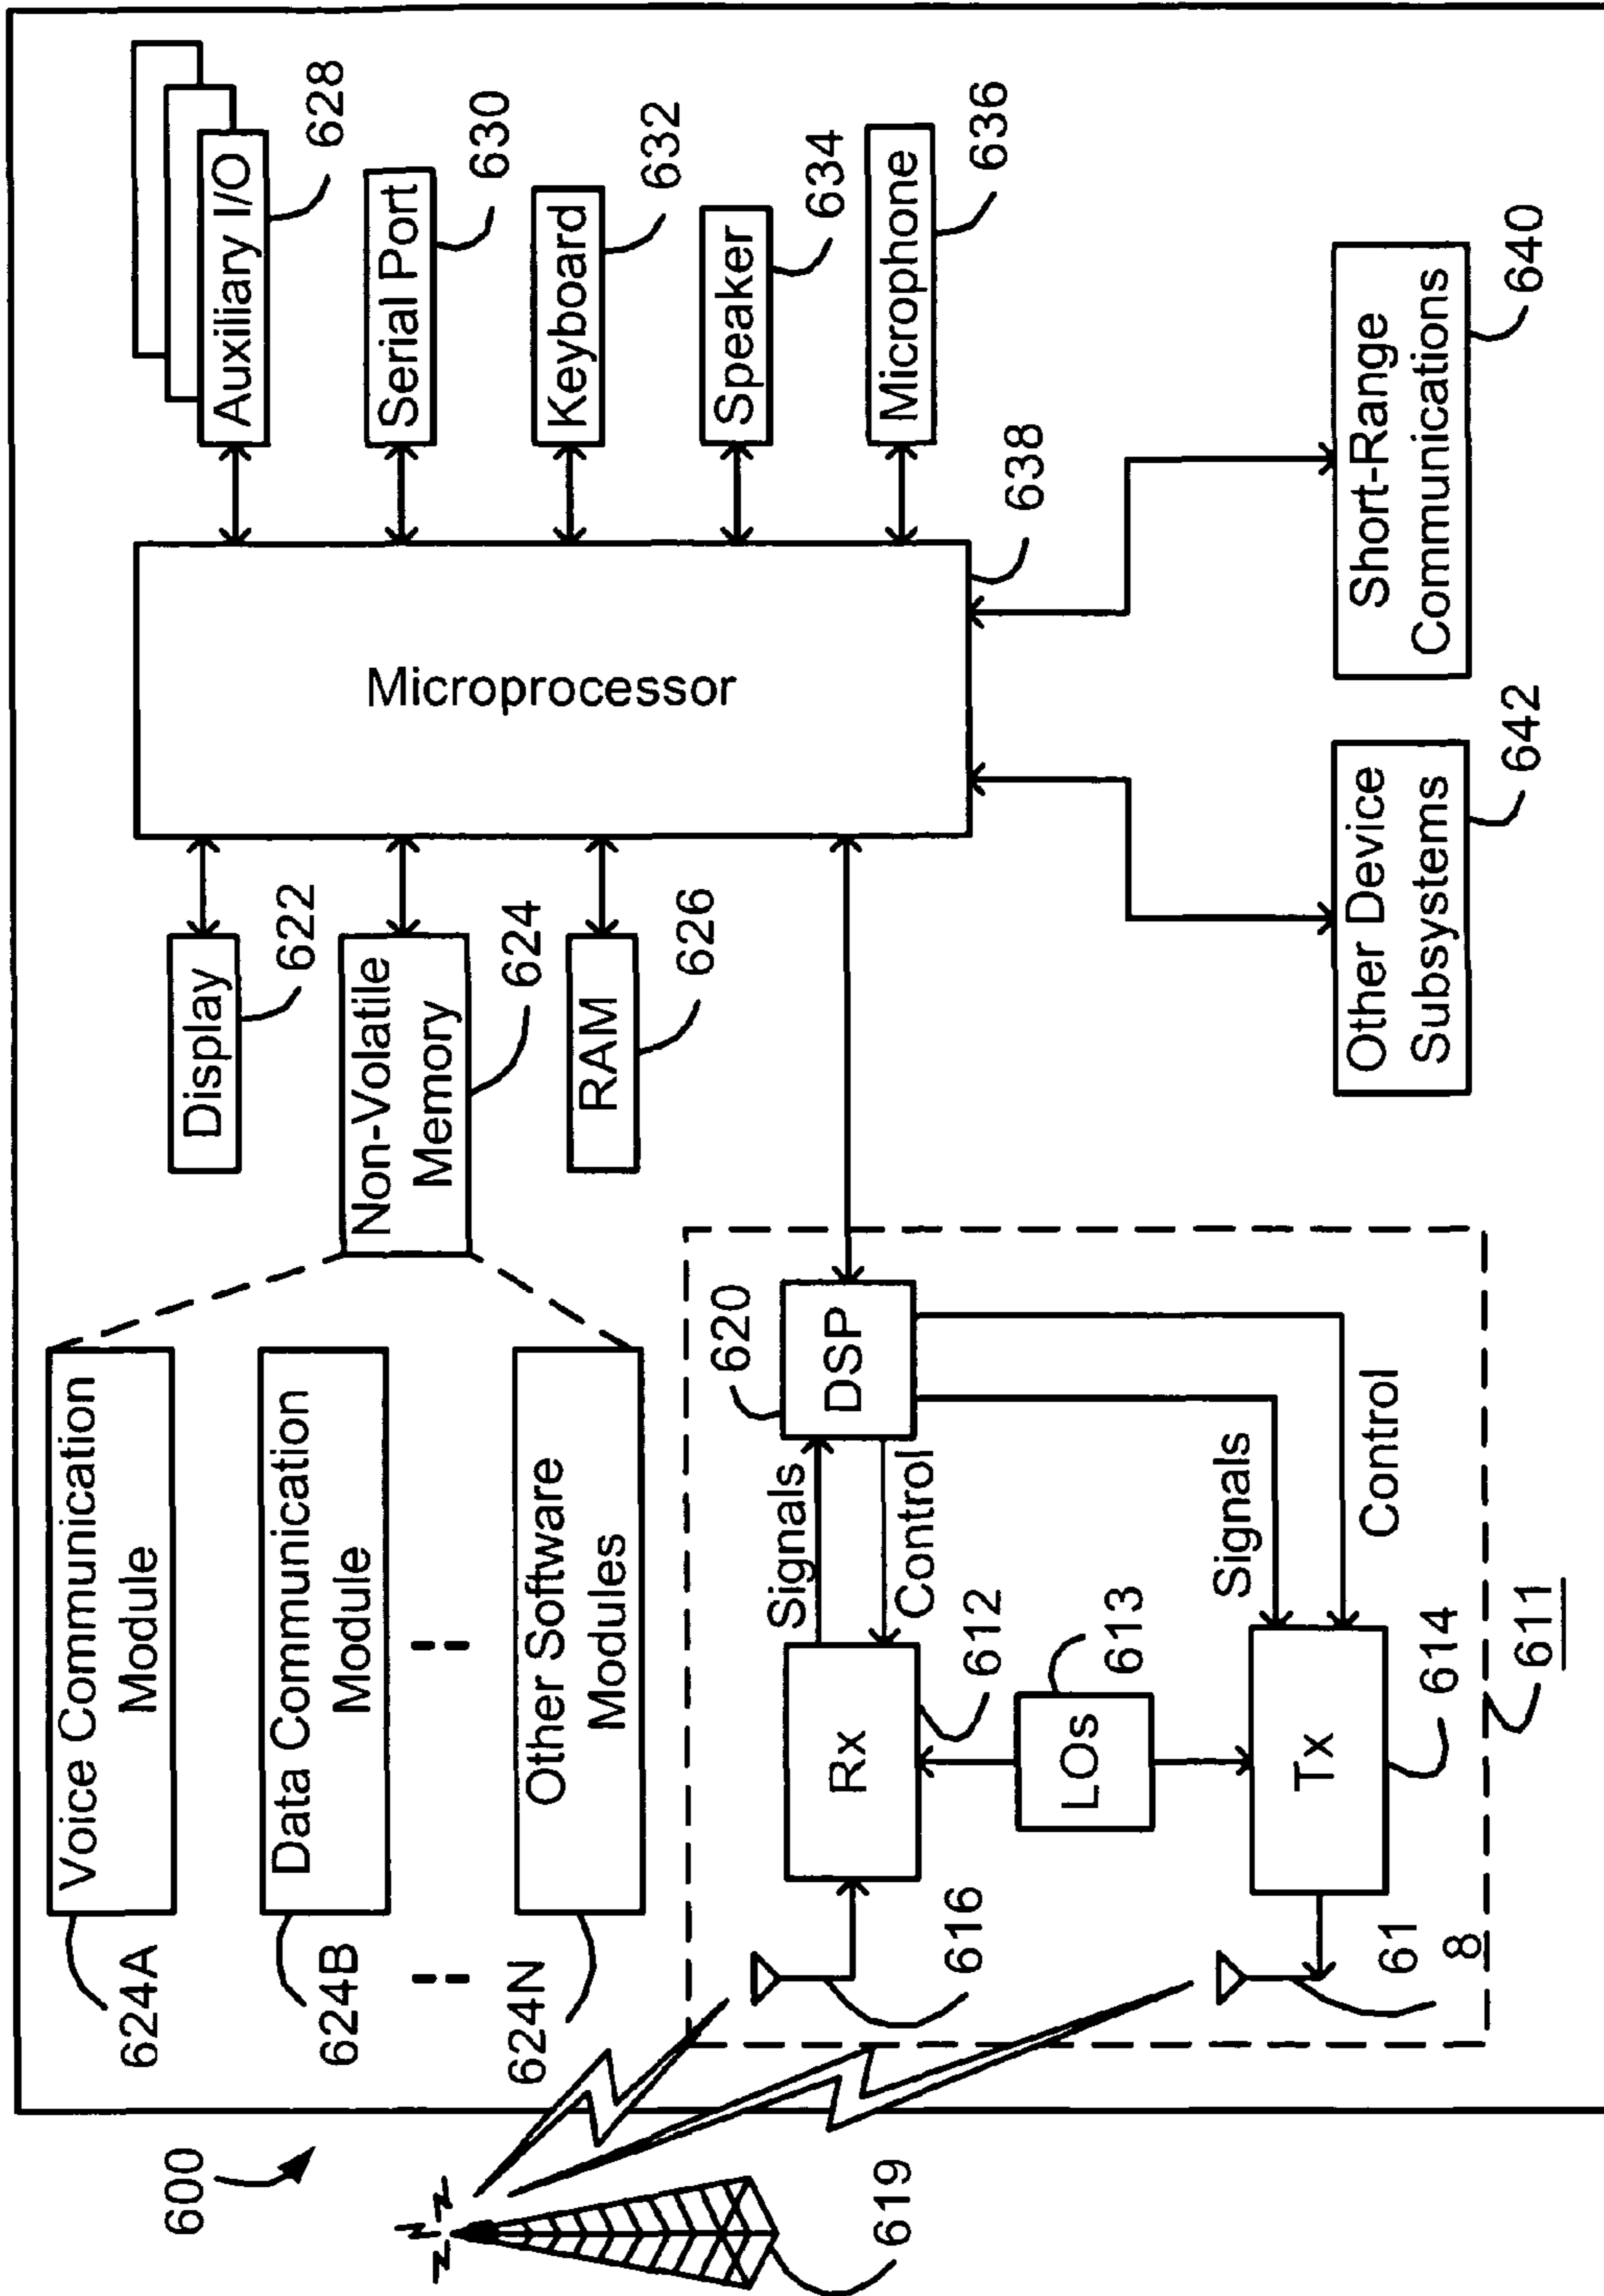 600
619
624A
Voice Communication
Module
624B
Data Communication
Module
624N
Other Software
Modules
Display
622
Non-Volatile
Memory
624
RAM
626
Microprocessor
638
Auxiliary I/O
628
Serial Port
630
Keyboard
632
Speaker
634
Microphone
636
Short-Range
Communications
640
Other Device
Subsystems
642
620
DSP
Signals
Control
Rx
612
616
LOs
613
Signals
Control
Tx
614
61
8
611